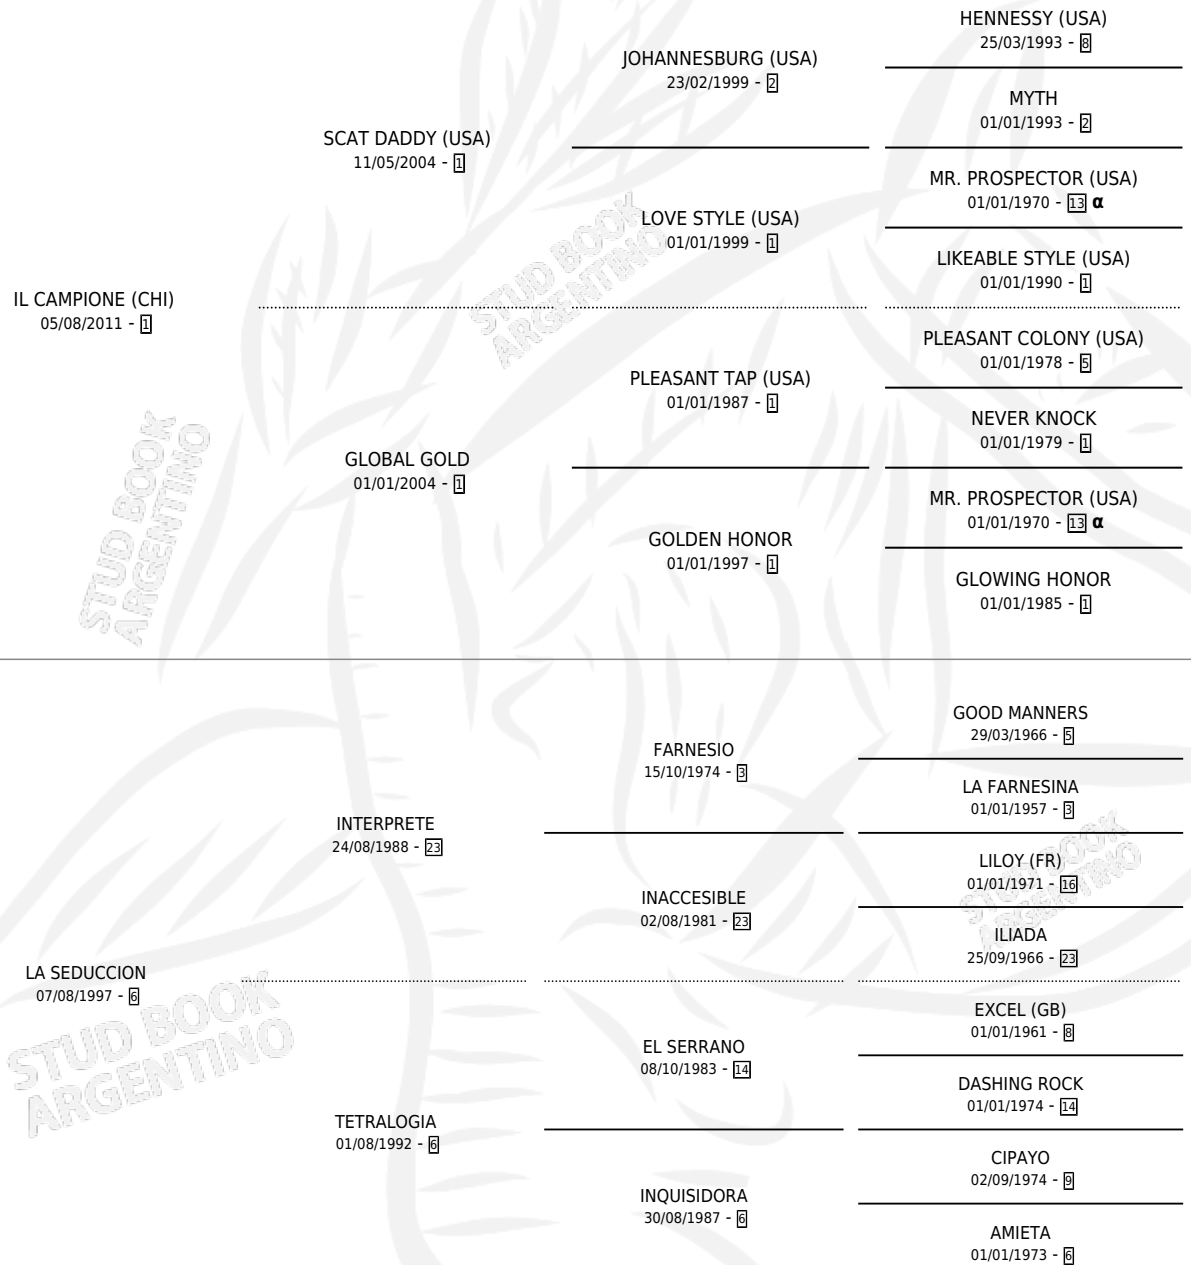 HENNESSY (USA)
25/03/1993 - 8
JOHANNESBURG (USA)
23/02/1999 - 2
MYTH
01/01/1993 - 2
SCAT DADDY (USA)
11/05/2004 - 1
MR. PROSPECTOR (USA)
01/01/1970 - 13 α
LOVE STYLE (USA)
01/01/1999 - 1
LIKEABLE STYLE (USA)
01/01/1990 - 1
IL CAMPIONE (CHI)
05/08/2011 - 1
PLEASANT COLONY (USA)
01/01/1978 - 5
PLEASANT TAP (USA)
01/01/1987 - 1
NEVER KNOCK
01/01/1979 - 1
GLOBAL GOLD
01/01/2004 - 1
MR. PROSPECTOR (USA)
01/01/1970 - 13 α
GOLDEN HONOR
01/01/1997 - 1
GLOWING HONOR
01/01/1985 - 1
GOOD MANNERS
29/03/1966 - 5
FARNESIO
15/10/1974 - 3
LA FARNESINA
01/01/1957 - 3
INTERPRETE
24/08/1988 - 23
LILOY (FR)
01/01/1971 - 16
INACCESIBLE
02/08/1981 - 23
ILIADA
25/09/1966 - 23
LA SEDUCCION
07/08/1997 - 6
EXCEL (GB)
01/01/1961 - 8
EL SERRANO
08/10/1983 - 14
DASHING ROCK
01/01/1974 - 14
TETRALOGIA
01/08/1992 - 6
CIPAYO
02/09/1974 - 9
INQUISIDORA
30/08/1987 - 6
AMIETA
01/01/1973 - 6
STUD BOOK
ARGENTINO
STUD BOOK
ARGENTINO
STUD BOOK
ARGENTINO
STUD BOOK
ARGENTINO